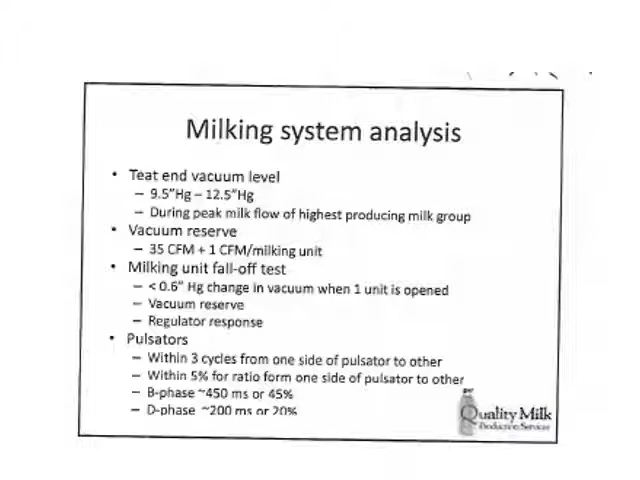 Milking system analysis
• Teat end vacuum level
– 9.5"Hg – 12.5"Hg
– During peak milk flow of highest producing milk group
• Vacuum reserve
– 35 CFM + 1 CFM/milking unit
• Milking unit fall-off test
– < 0.6" Hg change in vacuum when 1 unit is opened
– Vacuum reserve
– Regulator response
• Pulsators
– Within 3 cycles from one side of pulsator to other
– Within 5% for ratio form one side of pulsator to other
– B-phase ~450 ms or 45%
– D-phase ~200 ms or 20%
Quality Milk
Production Services